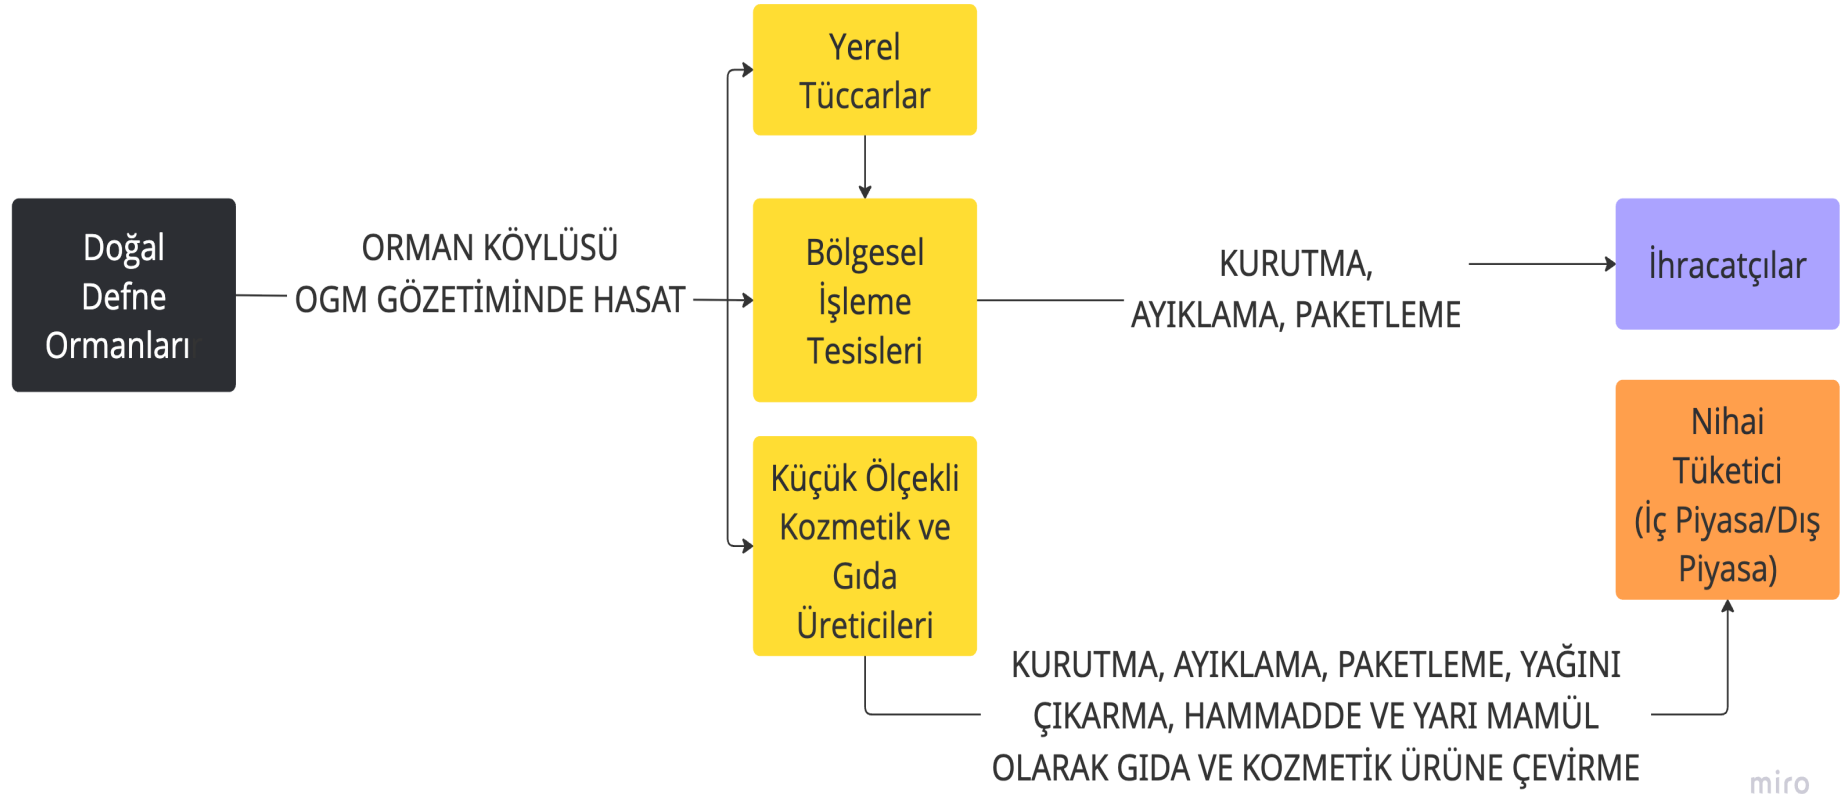 Yerel
Tüccarlar
Doğal
Defne
Ormanları
ORMAN KÖYLÜSÜ
OGM GÖZETİMİNDE HASAT
Bölgesel
İşleme
Tesisleri
KURUTMA,
AYIKLAMA, PAKETLEME
İhracatçılar
Küçük Ölçekli
Kozmetik ve
Gıda
Üreticileri
Nihai
Tüketici
(İç Piyasa/Dış
Piyasa)
KURUTMA, AYIKLAMA, PAKETLEME, YAĞINI
ÇIKARMA, HAMMADDE VE YARI MAMÜL
OLARAK GIDA VE KOZMETİK ÜRÜNE ÇEVİRME
miro